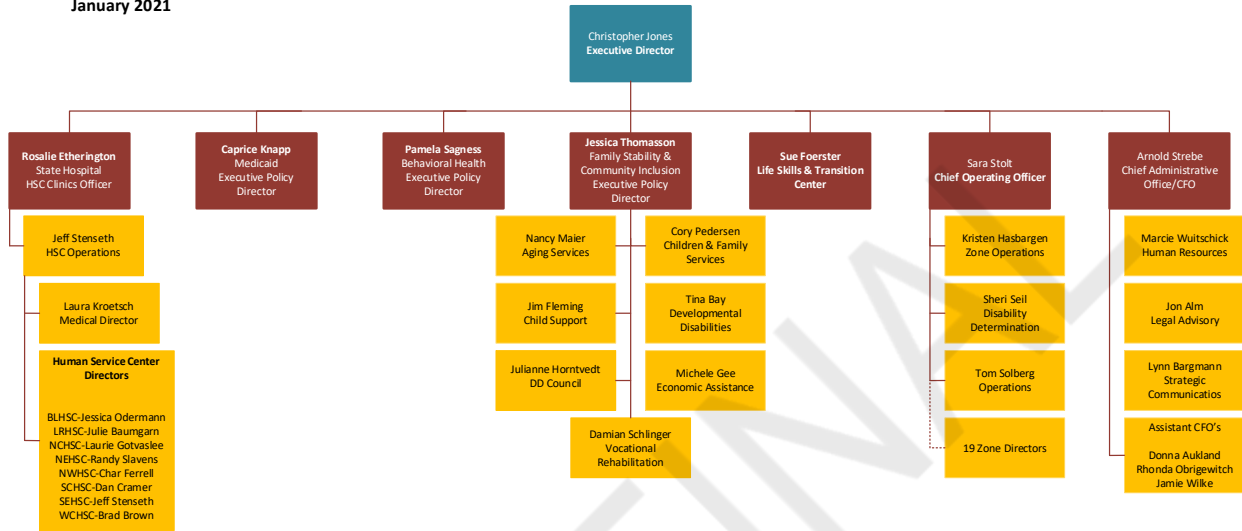 January 2021
Christopher Jones
Executive Director
Rosalie Etherington
State Hospital
HSC Clinics Officer
Caprice Knapp
Medicaid
Executive Policy
Director
Pamela Sagness
Behavioral Health
Executive Policy
Director
Jessica Thomasson
Family Stability &
Community Inclusion
Executive Policy
Director
Sue Foerster
Life Skills & Transition
Center
Sara Stolt
Chief Operating Officer
Arnold Strebe
Chief Administrative
Office/CFO
Jeff Stenseth
HSC Operations
Laura Kroetsch
Medical Director
Human Service Center
Directors
BLHSC-Jessica Odermann
LRHSC-Julie Baumgarn
NCHSC-Laurie Gotvaslee
NEHSC-Randy Slavens
NWHSC-Char Ferrell
SCHSC-Dan Cramer
SEHSC-Jeff Stenseth
WCHSC-Brad Brown
Nancy Maier
Aging Services
Cory Pedersen
Children & Family
Services
Jim Fleming
Child Support
Tina Bay
Developmental
Disabilities
Julianne Horntvedt
DD Council
Michele Gee
Economic Assistance
Damian Schlinger
Vocational
Rehabilitation
Kristen Hasbargen
Zone Operations
Sheri Seil
Disability
Determination
Tom Solberg
Operations
19 Zone Directors
Marcie Wuitschick
Human Resources
Jon Alm
Legal Advisory
Lynn Bargmann
Strategic
Communicatios
Assistant CFO's
Donna Aukland
Rhonda Obrigewitch
Jamie Wilke
FINAL